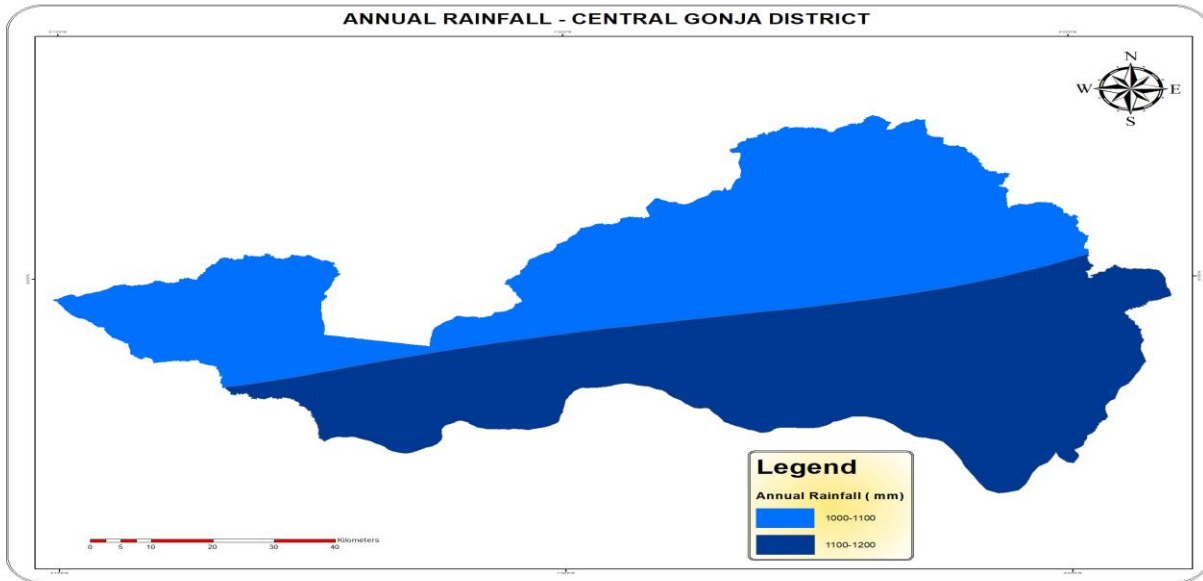 ANNUAL RAINFALL - CENTRAL GONJA DISTRICT
N
W E
S
Legend
Annual Rainfall ( mm)
1000-1100
1100-1200
Kilometers
0 5 10 20 30 40